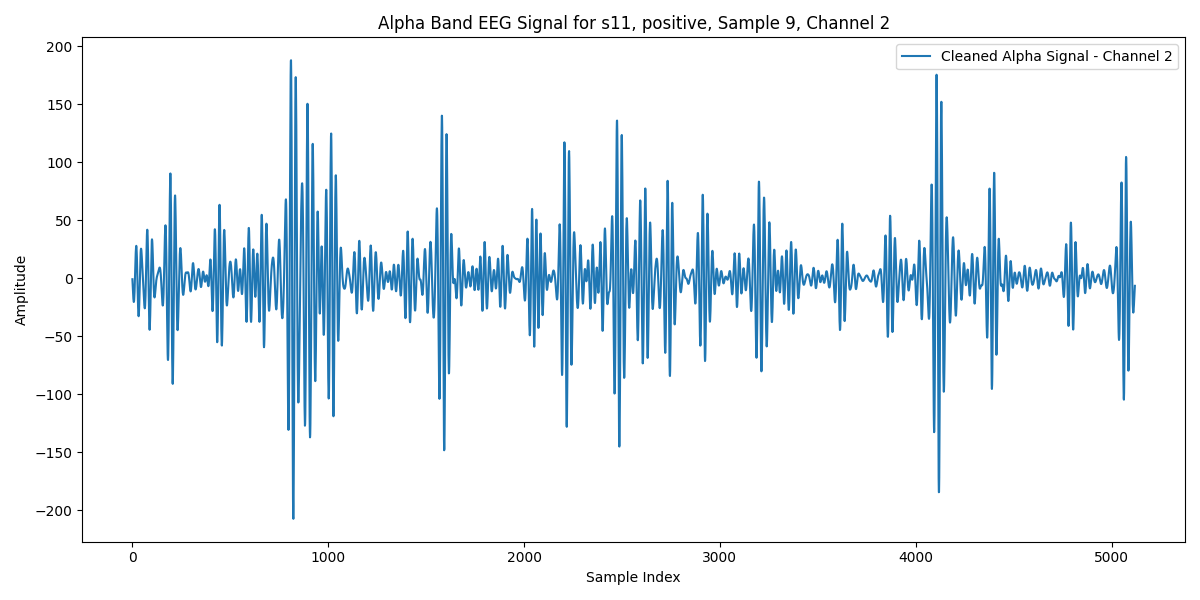 Alpha Band EEG Signal for s11, positive, Sample 9, Channel 2
Cleaned Alpha Signal - Channel 2
200
150
100
50
0
−50
−100
−150
−200
Amplitude
0 1000 2000 3000 4000 5000
Sample Index